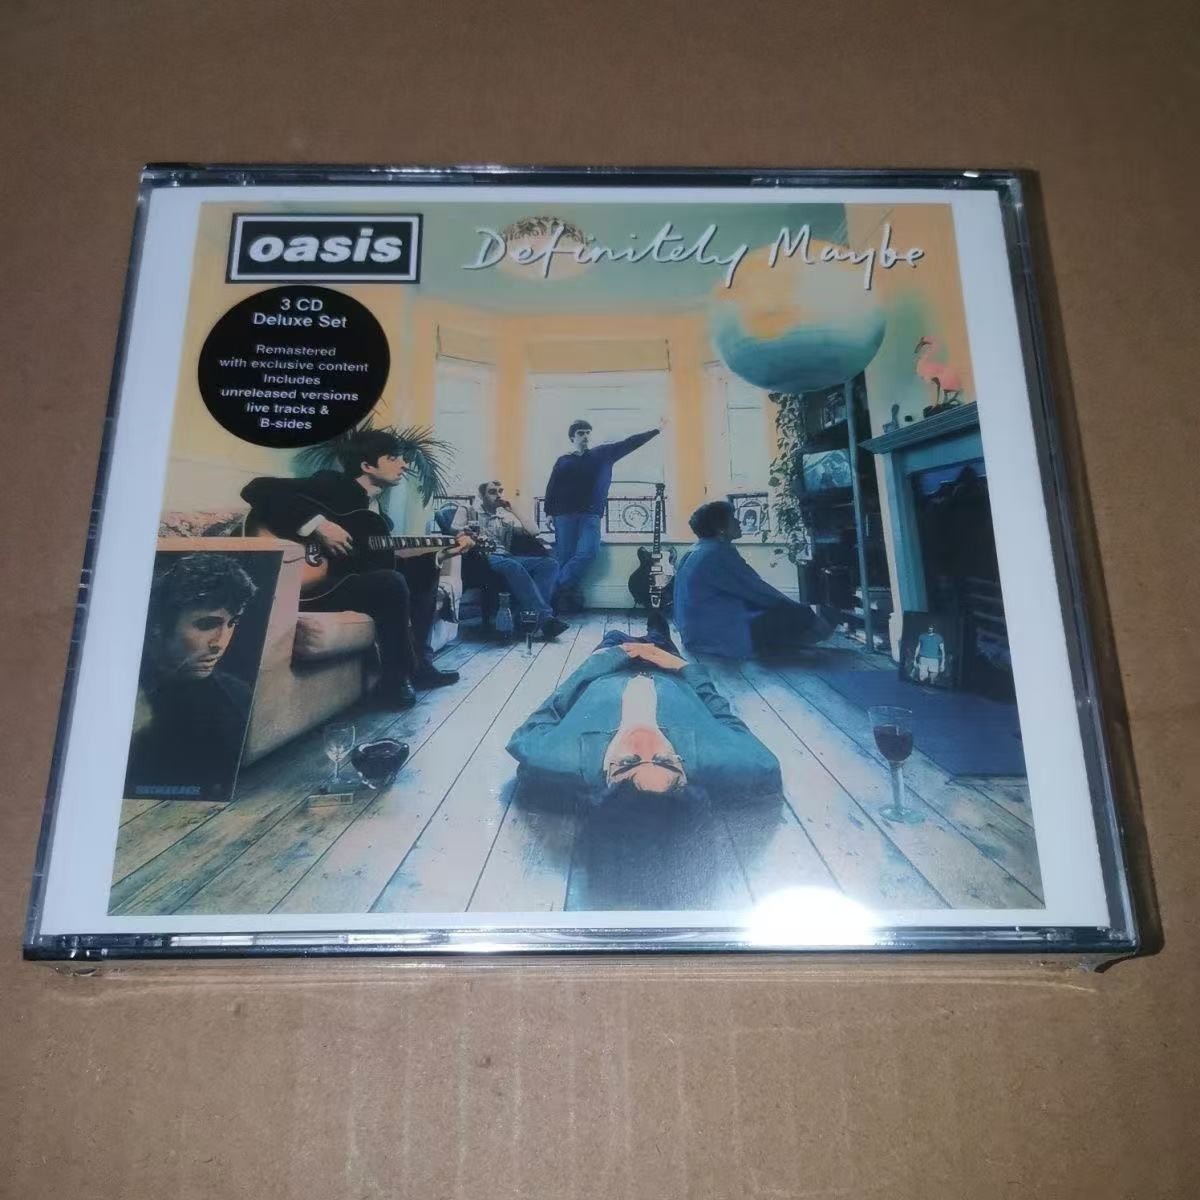 oasis
Definitely Maybe
3 CD
Deluxe Set
Remastered
with exclusive content
Includes
unreleased versions
live tracks &
B-sides